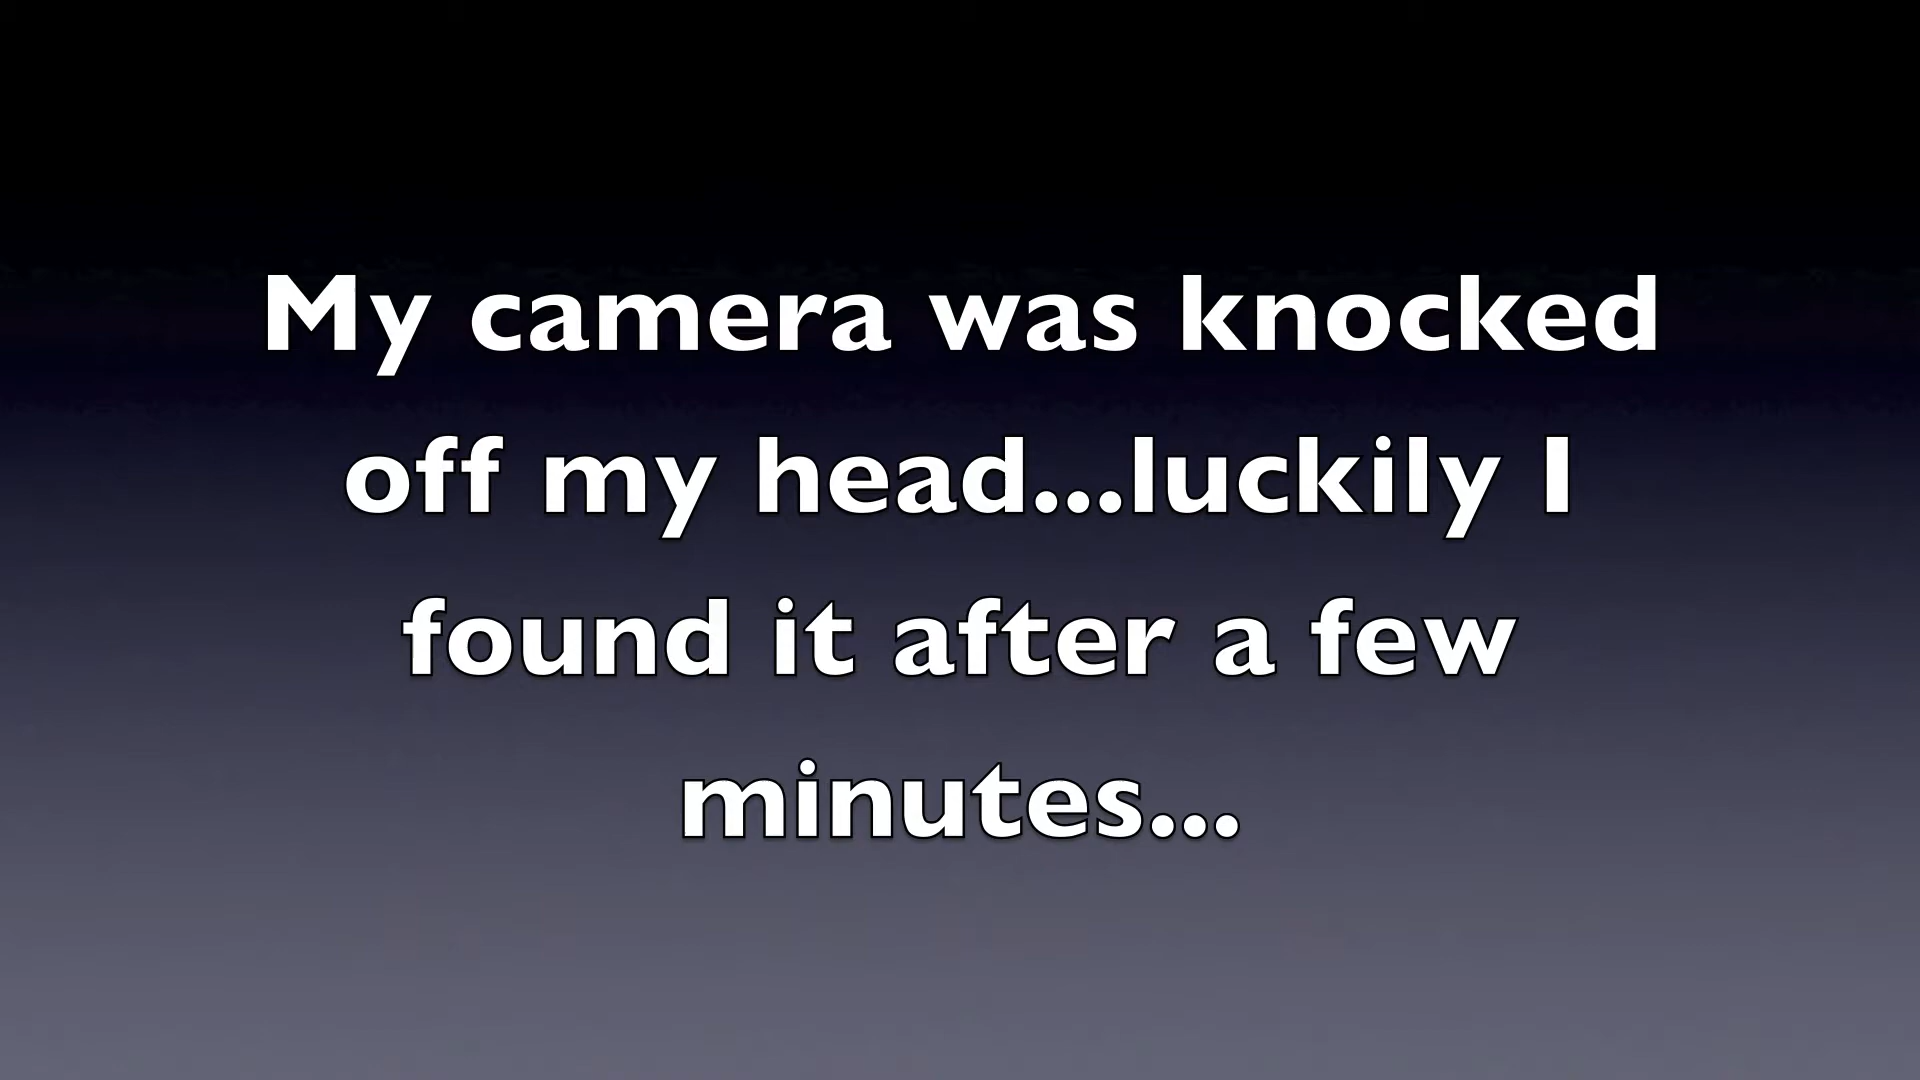 My camera was knocked
off my head...luckily I
found it after a few
minutes...